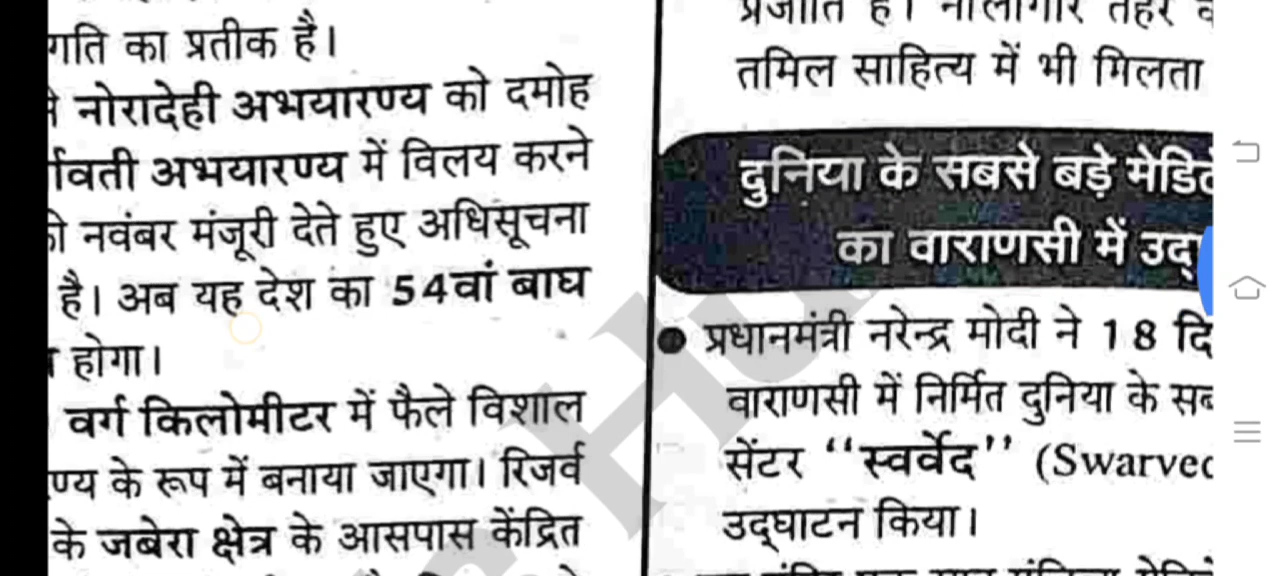 गति का प्रतीक है।
नोरादेही अभयारण्य को दमोह
अभयारण्य में विलय करने
नवंबर मंजूरी देते हुए अधिसूचना
है। अब यह देश का 54वां बाघ
होगा।
वर्ग किलोमीटर में फैले विशाल
के रूप में बनाया जाएगा। रिजर्व
के जबेरा क्षेत्र के आसपास केंद्रित
तमिल साहित्य में भी मिलता
दुनिया के सबसे बड़े
का वाराणसी में
● प्रधानमंत्री नरेन्द्र मोदी ने 18
वाराणसी में निर्मित दुनिया के
सेंटर ‘‘स्वर्वेद’’ (Swarved
उद्घाटन किया।